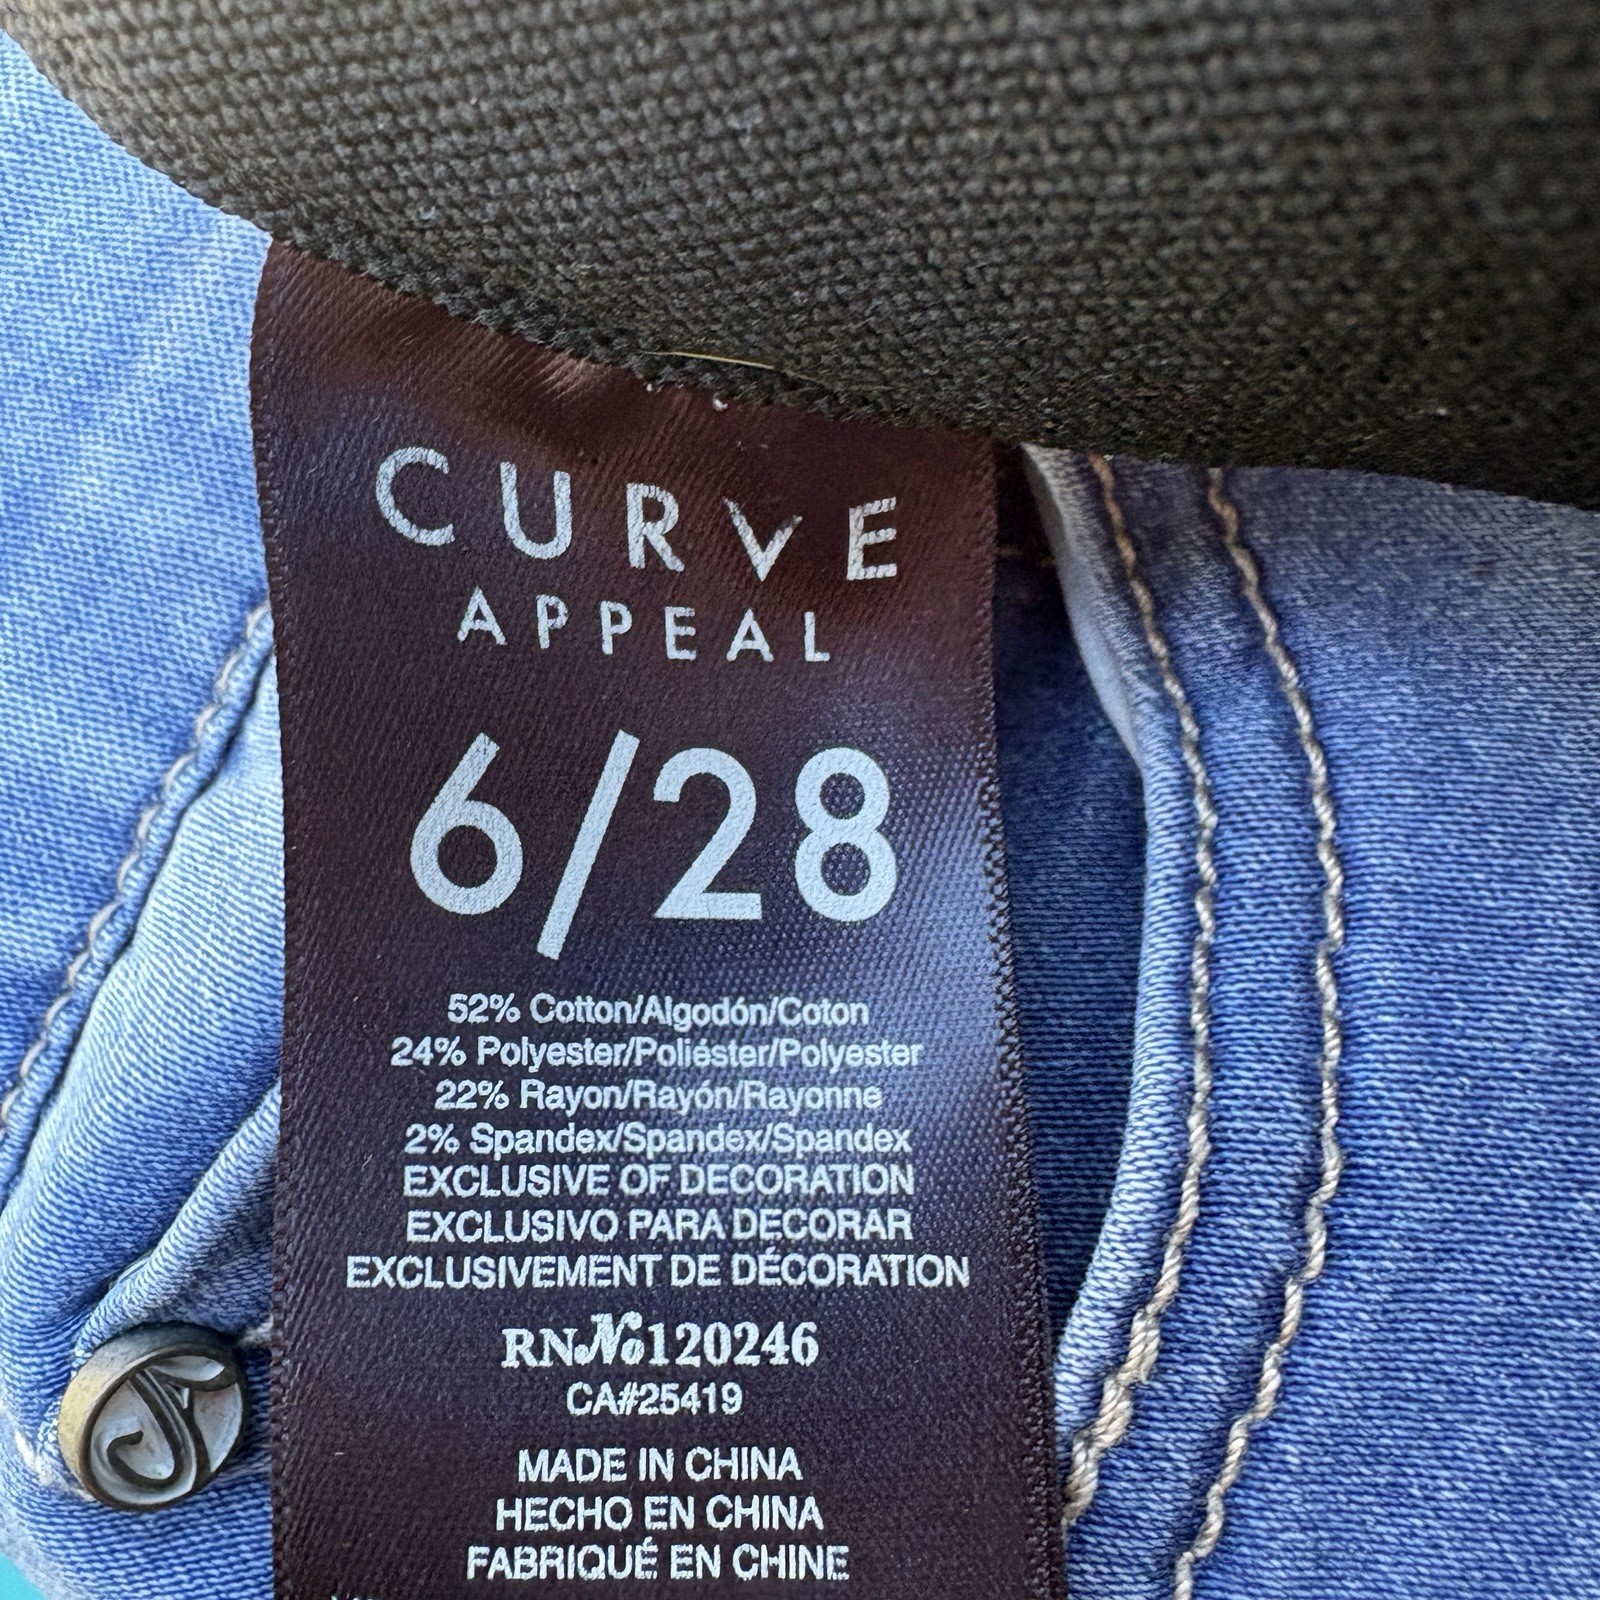 CURVE
APPEAL
6/28
52% Cotton/Algodón/Coton
24% Polyester/Poliéster/Polyester
22% Rayon/Rayón/Rayonne
2% Spandex/Spandex/Spandex
EXCLUSIVE OF DECORATION
EXCLUSIVO PARA DECORAR
EXCLUSIVEMENT DE DÉCORATION
RN№120246
CA#25419
MADE IN CHINA
HECHO EN CHINA
FABRIQUÉ EN CHINE